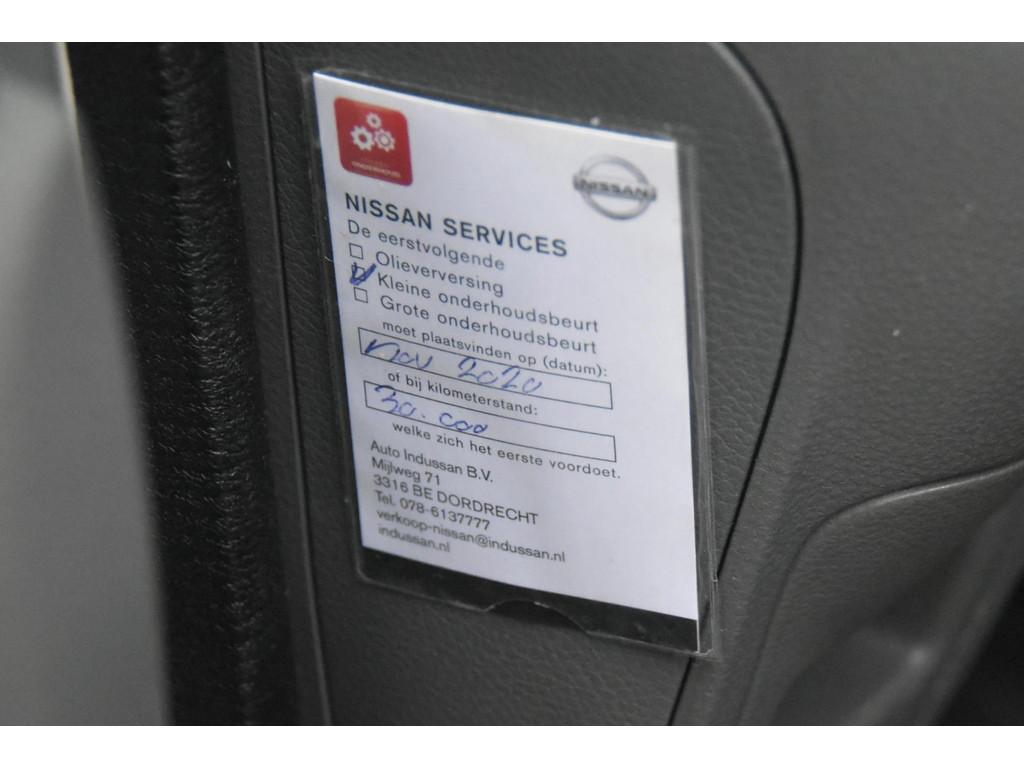 ONDERHOUD
NISSAN
NISSAN SERVICES
De eerstvolgende
Olieverversing
Kleine onderhoudsbeurt
Grote onderhoudsbeurt
moet plaatsvinden op (datum):
nov 2020
of bij kilometerstand:
30.000
welke zich het eerste voordoet.
Auto Indussan B.V.
Mijlweg 71
3316 BE DORDRECHT
Tel. 078-6137777
verkoop-nissan@indussan.nl
indussan.nl